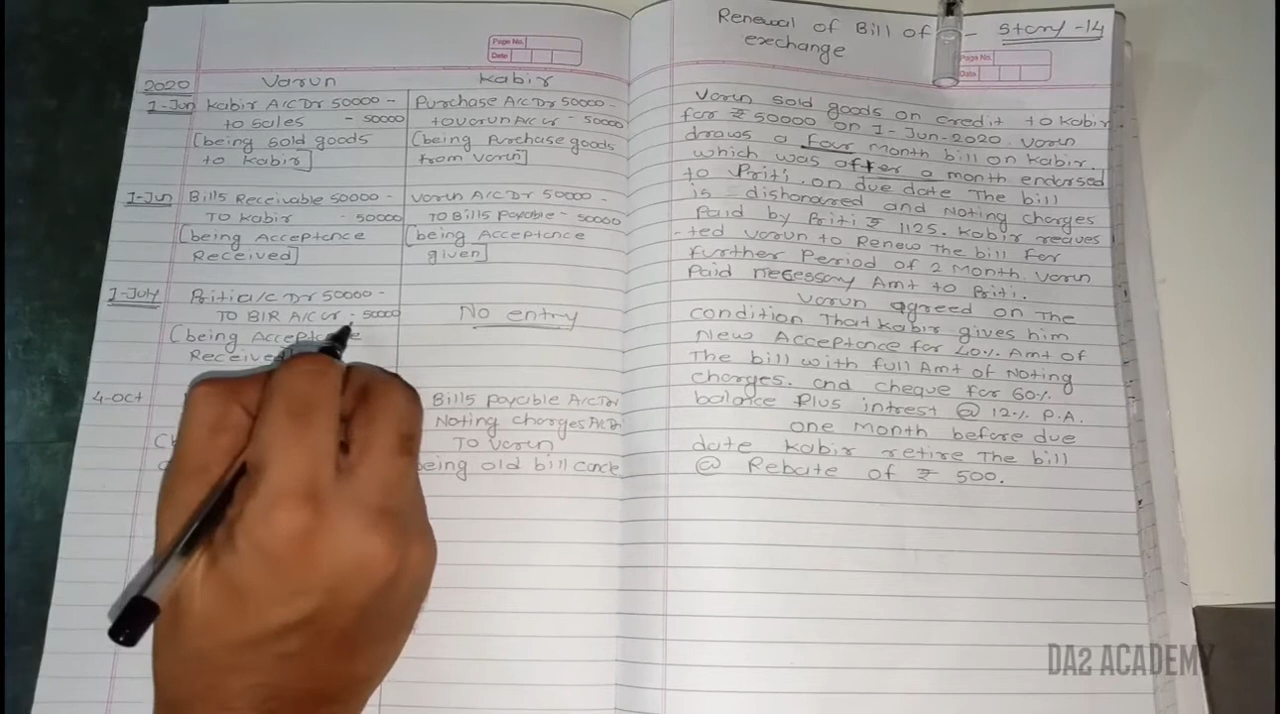 Renewal of Bill of
exchange
- Story -14
Page No.
Date
Page No.
Date
2020
Varun
Kabir
1-Jun
Kabir A/C Dr 50000 -
to Sales - 50000
(being sold goods
to Kabir]
Purchase A/C Dr 50000 -
to Varun A/C cr - 50000
(being Purchase goods
from Varun]
1-Jun
Bills Receivable 50000 -
TO Kabir - 50000
(being Acceptance
Received]
Varun A/C Dr 50000 -
TO Bills Payable - 50000
(being Acceptance
given]
1-July
Pritia/c Dr 50000 -
TO B/R A/C cr - 50000
(being Acceptance
Received
No entry
4-Oct
Bills payable A/C Dr
Noting charges A/C Dr
TO Varun
being old bill cancle
Varun sold goods on credit to Kabir
for ₹ 50000 on 1-Jun-2020. Varun
draws a four month bill on Kabir.
which was after a month endorsed
to Priti. on due date The bill
is dishonored and Noting charges
Paid by Priti ₹ 1125. Kabir reques
-ted Varun to Renew The bill for
further Period of 2 Month. Varun
Paid necessary Amt to Priti.
Varun agreed on The
condition That Kabir gives him
New Acceptance for 40% Amt of
The bill with full Amt of Noting
charges. and cheque for 60%
balance Plus intrest @ 12% P.A.
one Month before due
date Kabir retire The bill
@ Rebate of ₹ 500.
DA2 ACADEMY